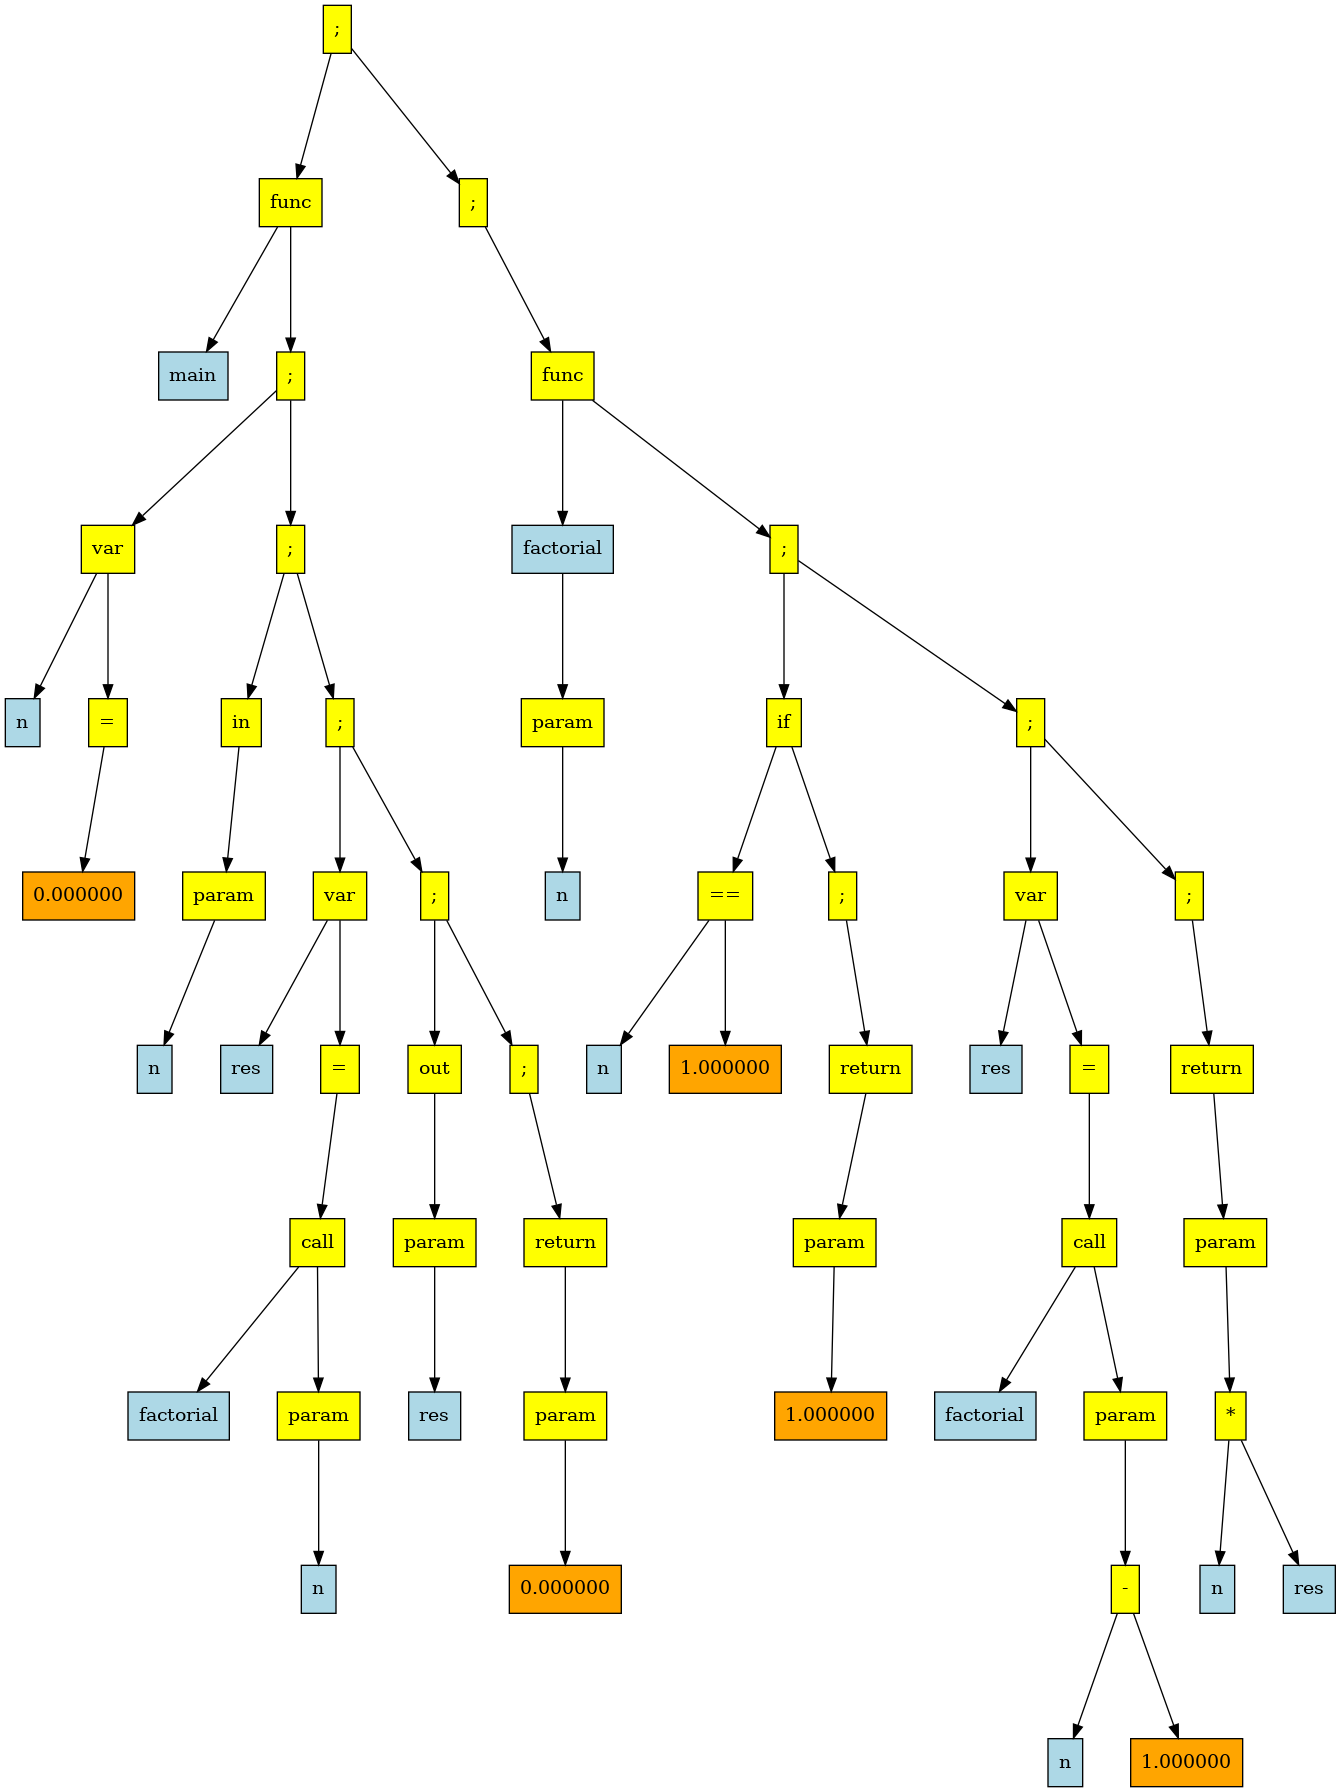 ;
func ;
main ; func
var ; factorial ;
n = in ; param if ;
0.000000 param var ; n == ; var ;
n res = out ; n 1.000000 return res = return
call param return param call param
factorial param res param 1.000000 factorial param *
n 0.000000 - n res
n 1.000000